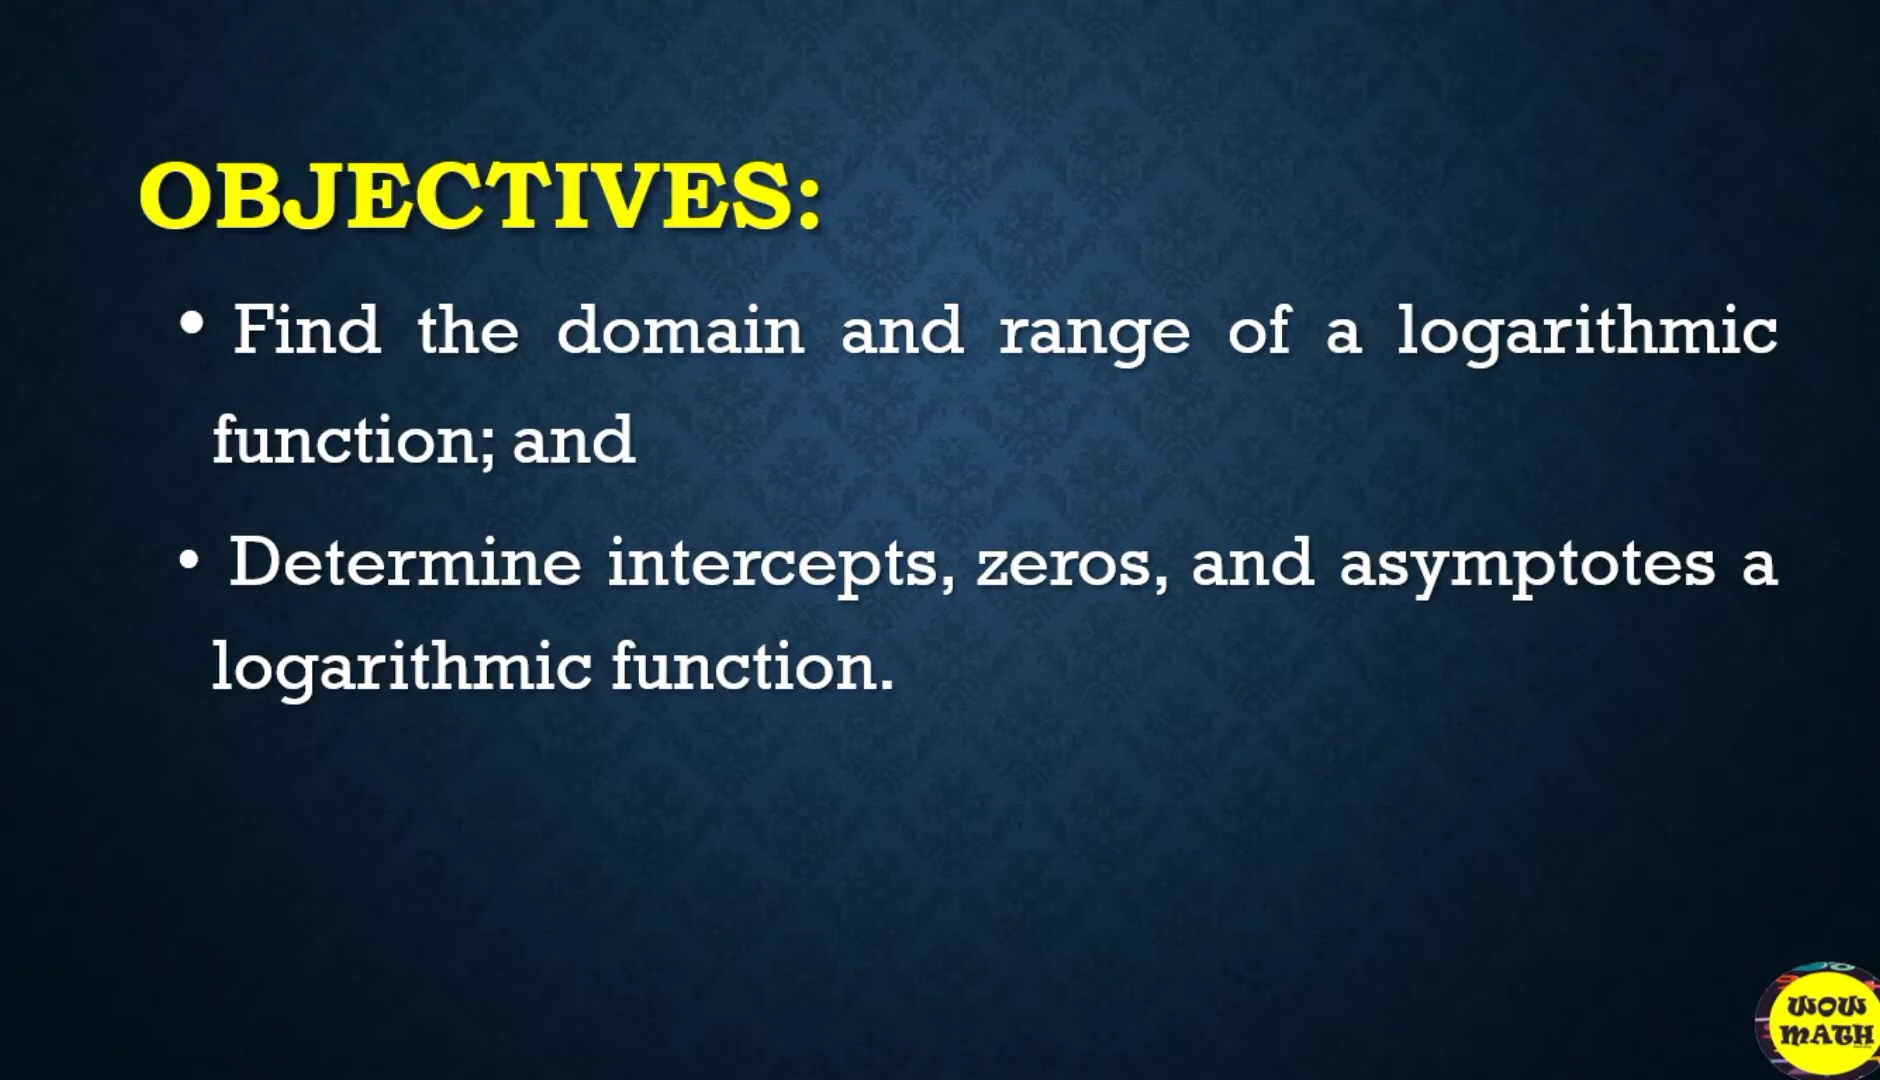 OBJECTIVES:
• Find the domain and range of a logarithmic
function; and
• Determine intercepts, zeros, and asymptotes a
logarithmic function.
WOW
MATH